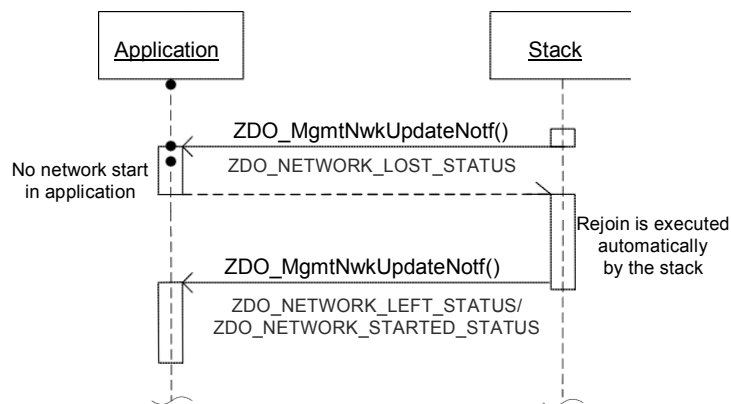 Application
Stack
ZDO_MgmtNwkUpdateNotf()
ZDO_NETWORK_LOST_STATUS
No network start
in application
Rejoin is executed
automatically
by the stack
ZDO_MgmtNwkUpdateNotf()
ZDO_NETWORK_LEFT_STATUS/
ZDO_NETWORK_STARTED_STATUS